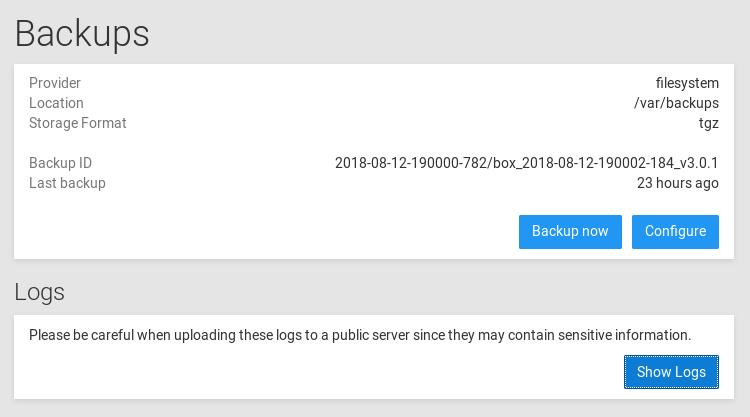 Backups
Provider filesystem
Location /var/backups
Storage Format tgz
Backup ID 2018-08-12-190000-782/box_2018-08-12-190002-184_v3.0.1
Last backup 23 hours ago
Backup now Configure
Logs
Please be careful when uploading these logs to a public server since they may contain sensitive information.
Show Logs